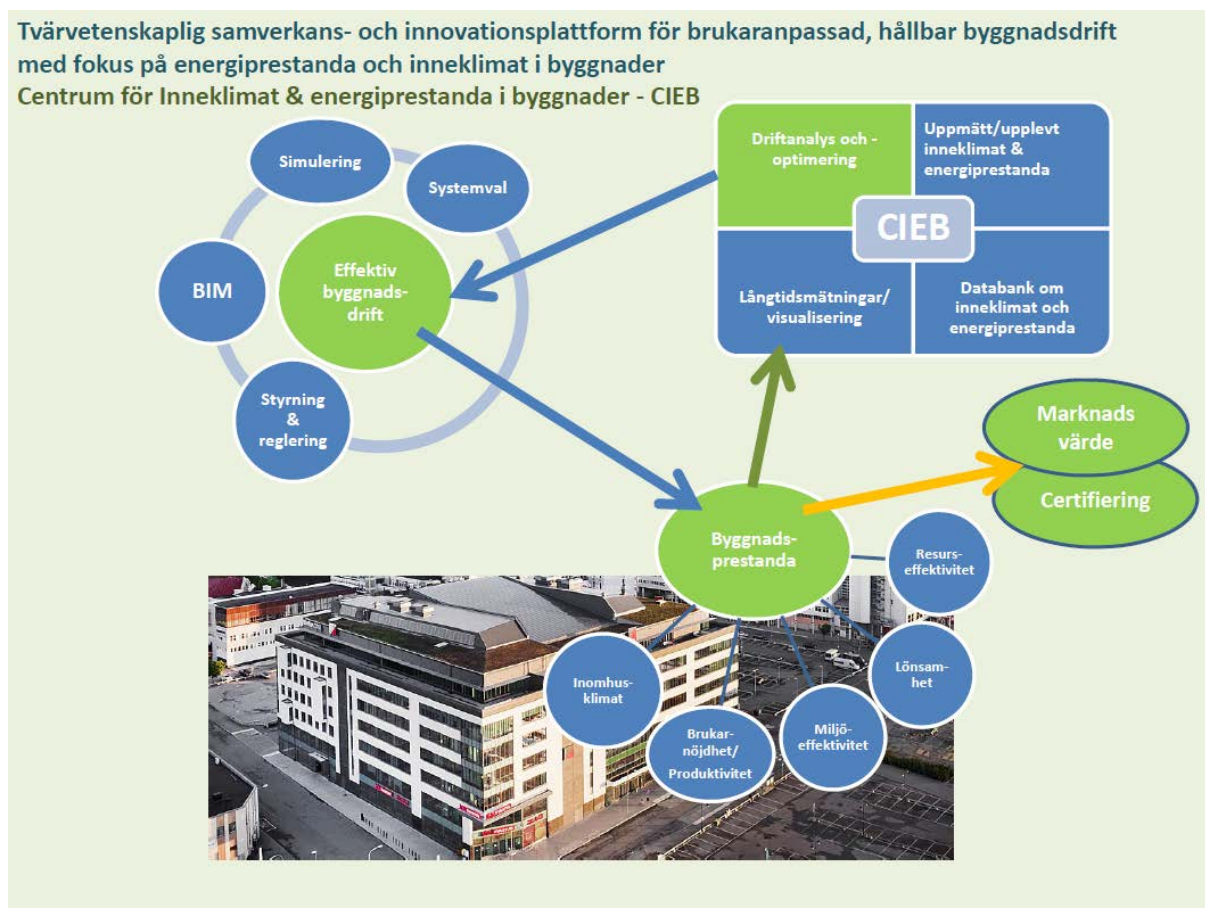 Tvärvetenskaplig samverkans- och innovationsplattform för brukaranpassad, hållbar byggnadsdrift
med fokus på energiprestanda och inneklimat i byggnader
Centrum för Inneklimat & energiprestanda i byggnader - CIEB
Simulering
Systemval
BIM
Effektiv
byggnads-
drift
Styrning
&
reglering
Driftanalys och -
optimering
Uppmätt/upplevt
inneklimat &
energiprestanda
CIEB
Långtidsmätningar/
visualisering
Databank om
inneklimat och
energiprestanda
Marknads
värde
Certifiering
Byggnads-
prestanda
Resurs-
effektivitet
Lönsam-
het
Miljö-
effektivitet
Brukar-
nöjdhet/
Produktivitet
Inomhus-
klimat